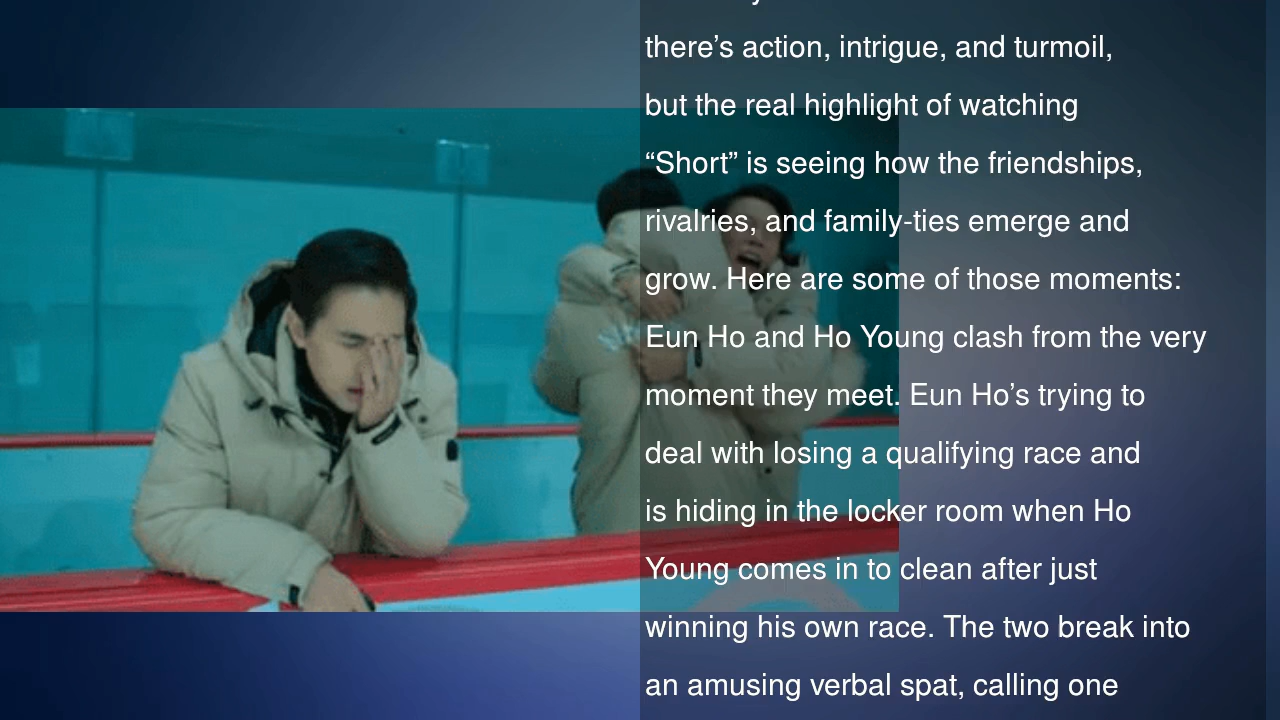 there’s action, intrigue, and turmoil,
but the real highlight of watching
“Short” is seeing how the friendships,
rivalries, and family-ties emerge and
grow. Here are some of those moments:
Eun Ho and Ho Young clash from the very
moment they meet. Eun Ho’s trying to
deal with losing a qualifying race and
is hiding in the locker room when Ho
Young comes in to clean after just
winning his own race. The two break into
an amusing verbal spat, calling one